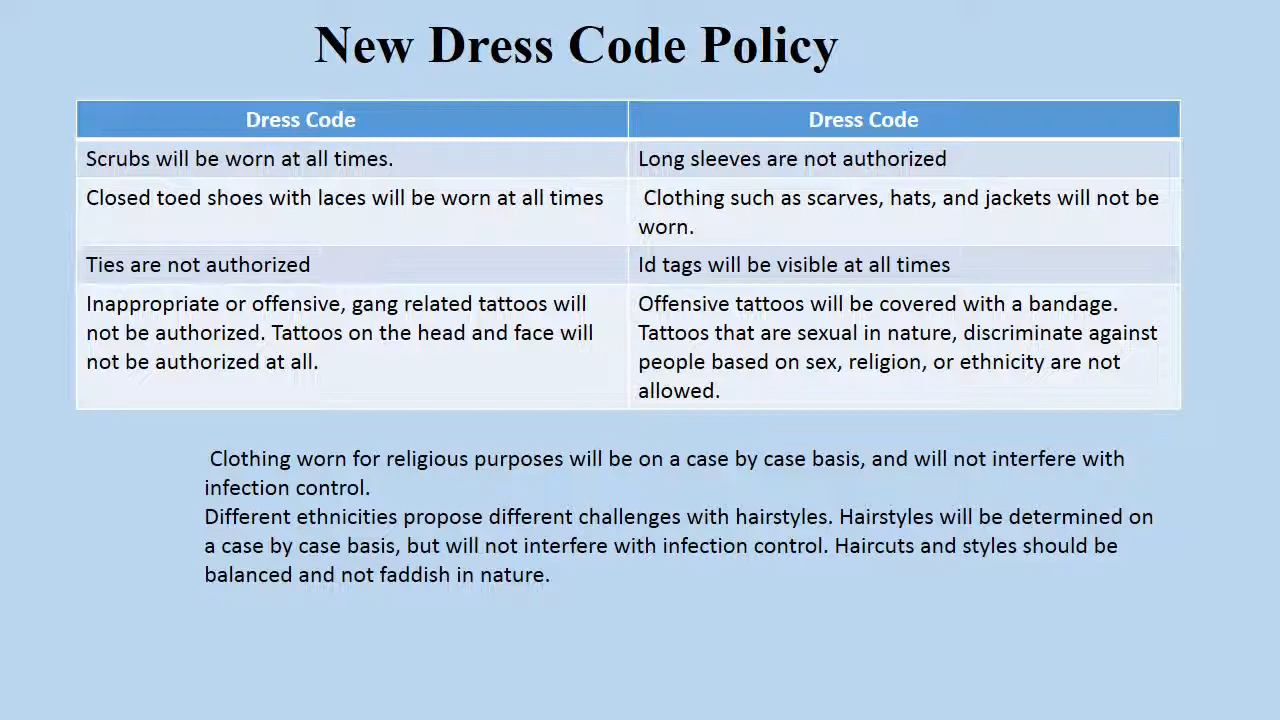 New Dress Code Policy
Dress Code
Dress Code
Scrubs will be worn at all times.
Long sleeves are not authorized
Closed toed shoes with laces will be worn at all times
Clothing such as scarves, hats, and jackets will not be
worn.
Ties are not authorized
Id tags will be visible at all times
Inappropriate or offensive, gang related tattoos will
not be authorized. Tattoos on the head and face will
not be authorized at all.
Offensive tattoos will be covered with a bandage.
Tattoos that are sexual in nature, discriminate against
people based on sex, religion, or ethnicity are not
allowed.
Clothing worn for religious purposes will be on a case by case basis, and will not interfere with
infection control.
Different ethnicities propose different challenges with hairstyles. Hairstyles will be determined on
a case by case basis, but will not interfere with infection control. Haircuts and styles should be
balanced and not faddish in nature.